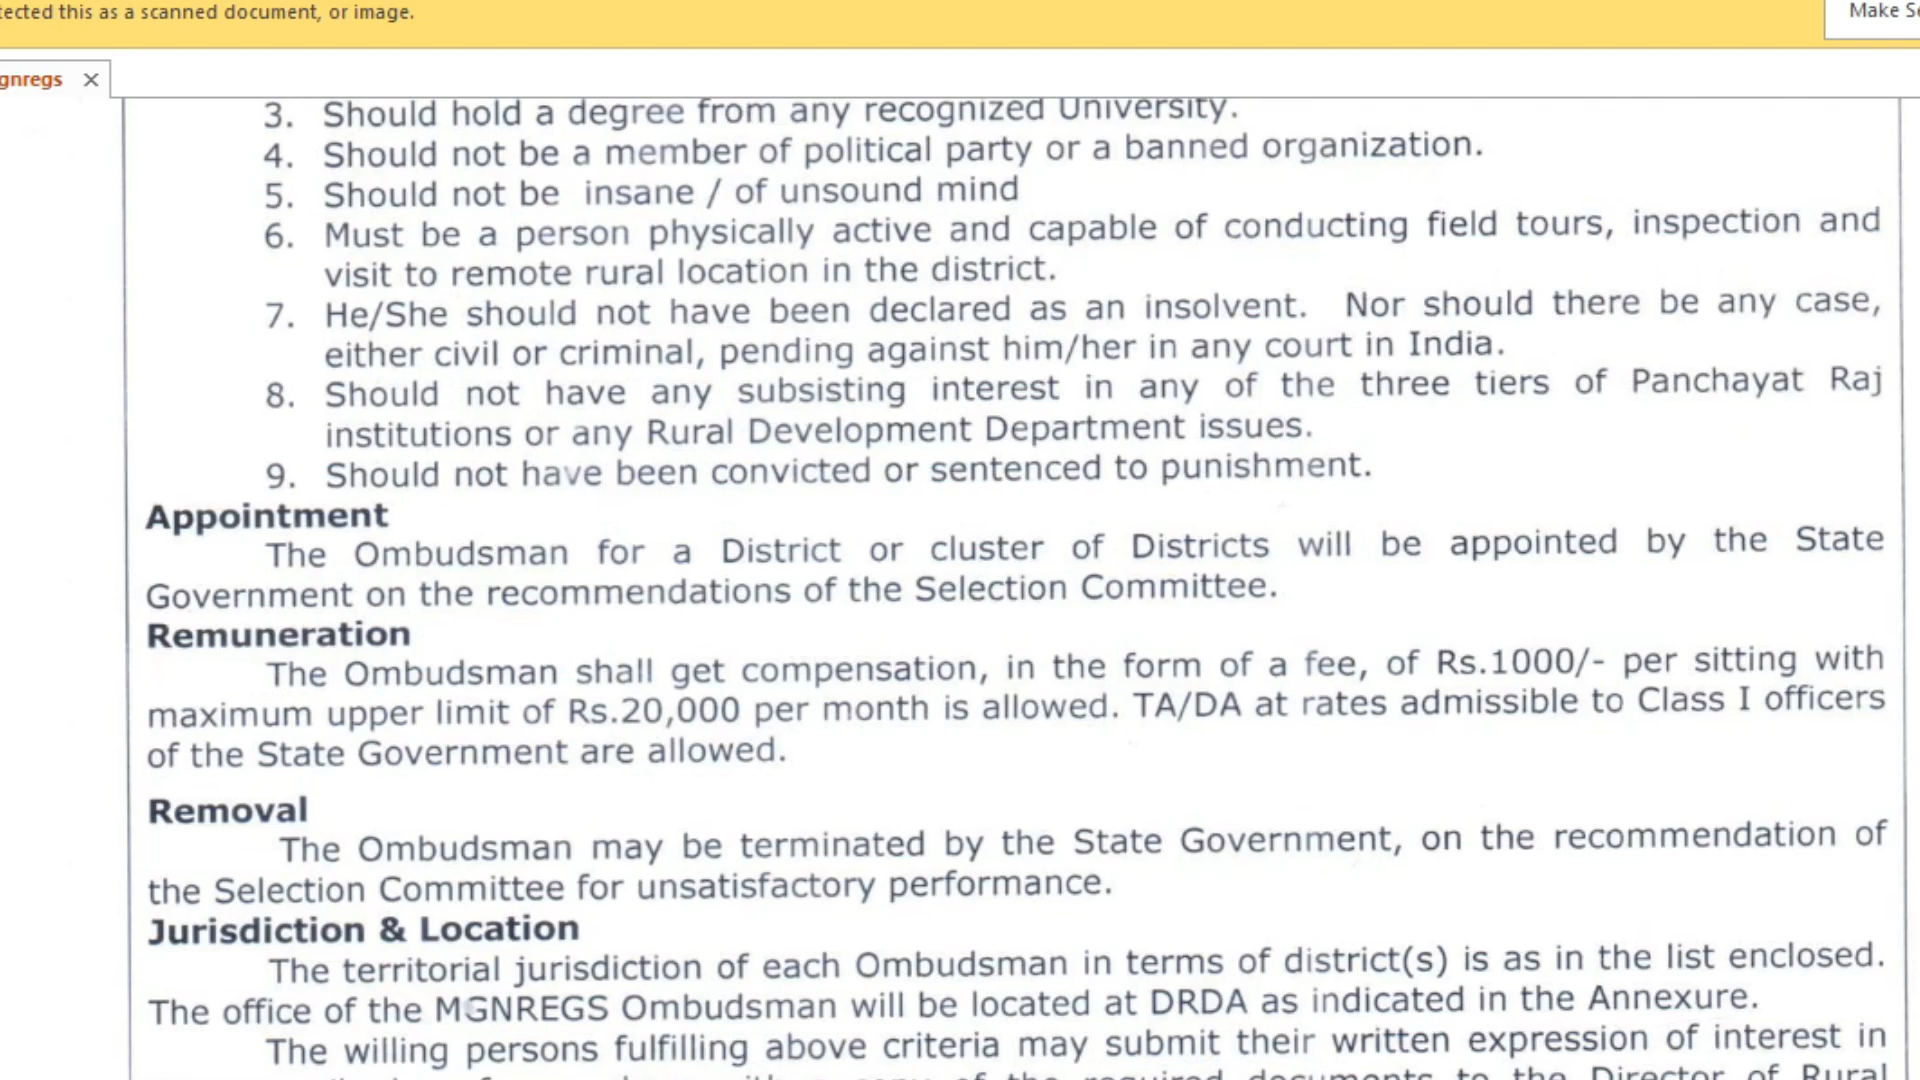 tected this as a scanned document, or image.
Make Se
gnregs
3. Should hold a degree from any recognized University.
4. Should not be a member of political party or a banned organization.
5. Should not be insane / of unsound mind
6. Must be a person physically active and capable of conducting field tours, inspection and
visit to remote rural location in the district.
7. He/She should not have been declared as an insolvent. Nor should there be any case,
either civil or criminal, pending against him/her in any court in India.
8. Should not have any subsisting interest in any of the three tiers of Panchayat Raj
institutions or any Rural Development Department issues.
9. Should not have been convicted or sentenced to punishment.
Appointment
The Ombudsman for a District or cluster of Districts will be appointed by the State
Government on the recommendations of the Selection Committee.
Remuneration
The Ombudsman shall get compensation, in the form of a fee, of Rs.1000/- per sitting with
maximum upper limit of Rs.20,000 per month is allowed. TA/DA at rates admissible to Class I officers
of the State Government are allowed.
Removal
The Ombudsman may be terminated by the State Government, on the recommendation of
the Selection Committee for unsatisfactory performance.
Jurisdiction & Location
The territorial jurisdiction of each Ombudsman in terms of district(s) is as in the list enclosed.
The office of the MGNREGS Ombudsman will be located at DRDA as indicated in the Annexure.
The willing persons fulfilling above criteria may submit their written expression of interest in
copy of the required documents to the Director of Rural